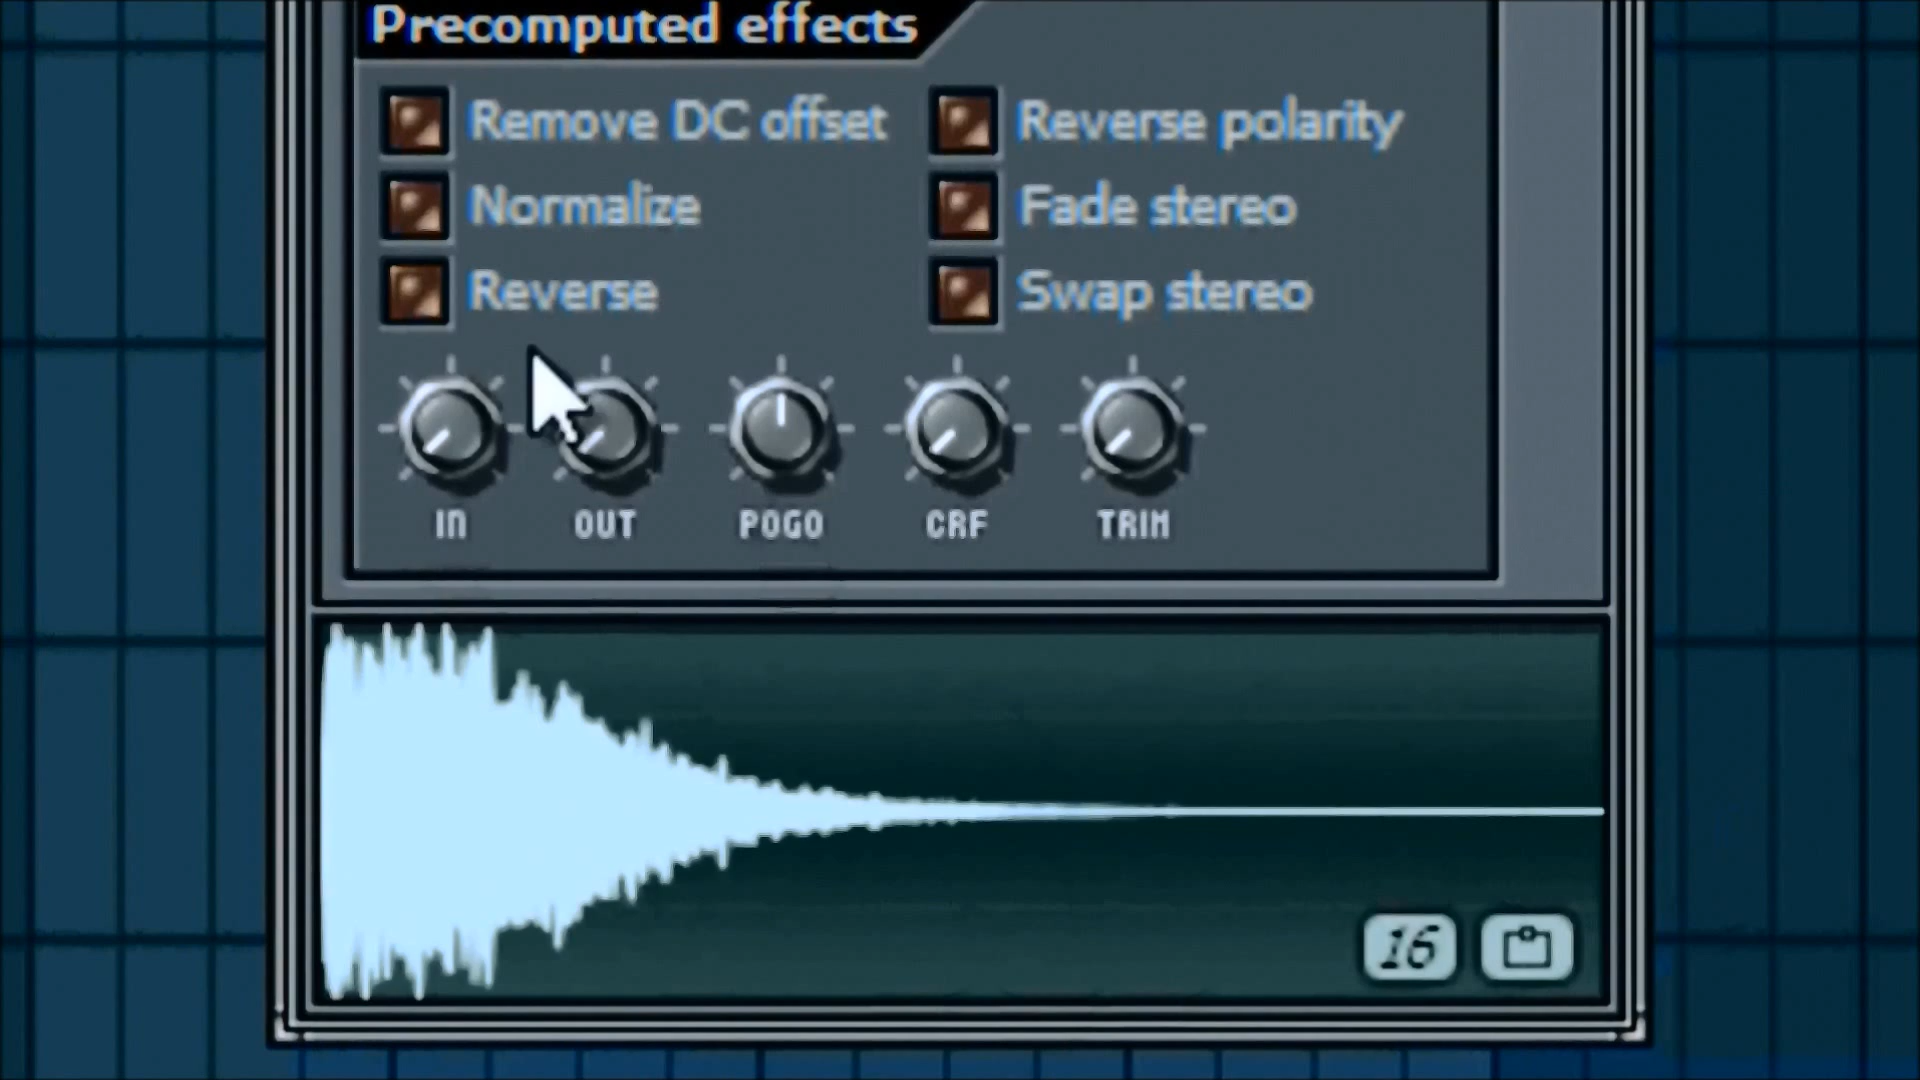 Precomputed effects
Remove DC offset
Reverse polarity
Normalize
Fade stereo
Reverse
Swap stereo
IN OUT POGO CRF TRIM
16